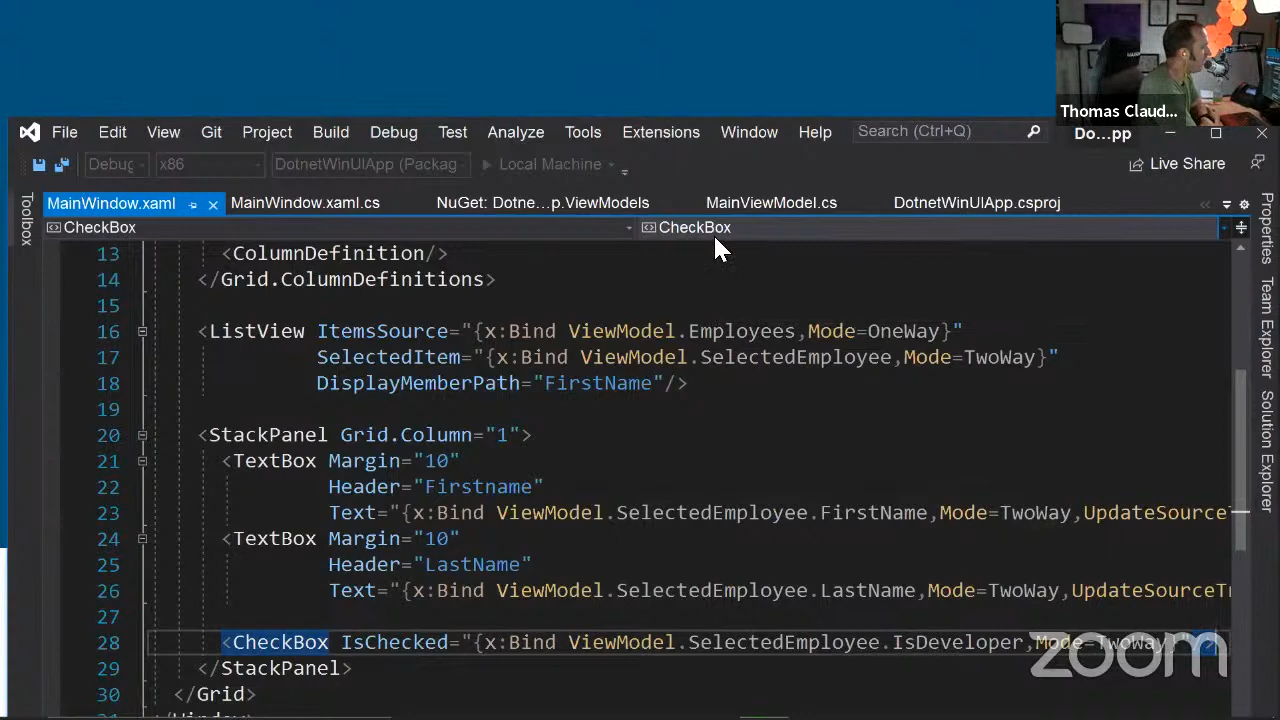 Thomas Claud...
File Edit View Git Project Build Debug Test Analyze Tools Extensions Window Help Search (Ctrl+Q) Do...pp
Debug x86 DotnetWinUIApp (Packag Local Machine Live Share
MainWindow.xaml MainWindow.xaml.cs NuGet: Dotne...p.ViewModels MainViewModel.cs DotnetWinUIApp.csproj
CheckBox CheckBox
Toolbox
Properties
Team Explorer
Solution Explorer
13 <ColumnDefinition/>
14 </Grid.ColumnDefinitions>
15
16 <ListView ItemsSource="{x:Bind ViewModel.Employees,Mode=OneWay}"
17 SelectedItem="{x:Bind ViewModel.SelectedEmployee,Mode=TwoWay}"
18 DisplayMemberPath="FirstName"/>
19
20 <StackPanel Grid.Column="1">
21 <TextBox Margin="10"
22 Header="Firstname"
23 Text="{x:Bind ViewModel.SelectedEmployee.FirstName,Mode=TwoWay,UpdateSourceT
24 <TextBox Margin="10"
25 Header="LastName"
26 Text="{x:Bind ViewModel.SelectedEmployee.LastName,Mode=TwoWay,UpdateSourceTr
27
28 <CheckBox IsChecked="{x:Bind ViewModel.SelectedEmployee.IsDeveloper,Mode=TwoWay}"/>
29 </StackPanel>
30 </Grid>
zoom